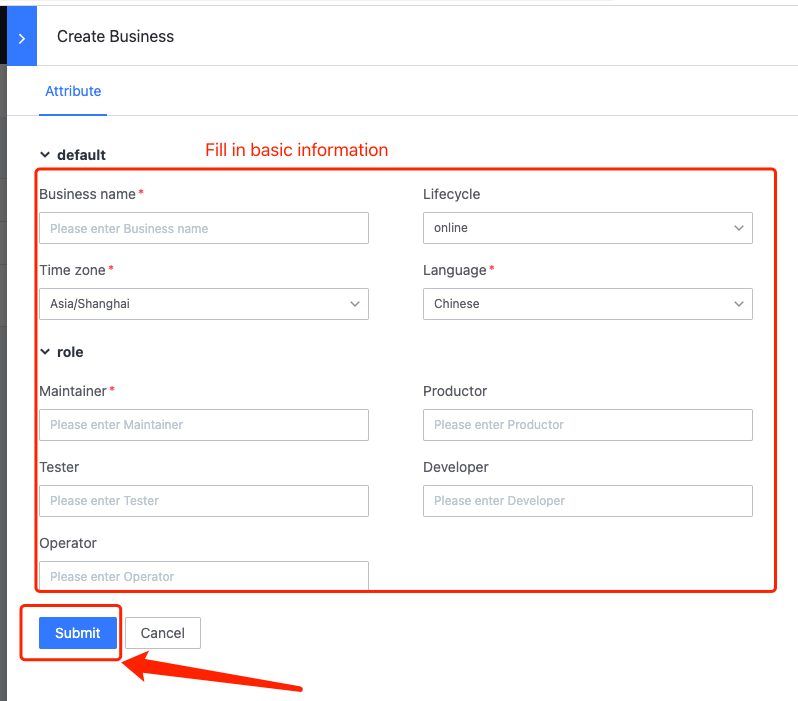 Create Business
Attribute
default
Fill in basic information
Business name *
Lifecycle
Please enter Business name
online
Time zone *
Language *
Asia/Shanghai
Chinese
role
Maintainer *
Productor
Please enter Maintainer
Please enter Productor
Tester
Developer
Please enter Tester
Please enter Developer
Operator
Please enter Operator
Submit
Cancel